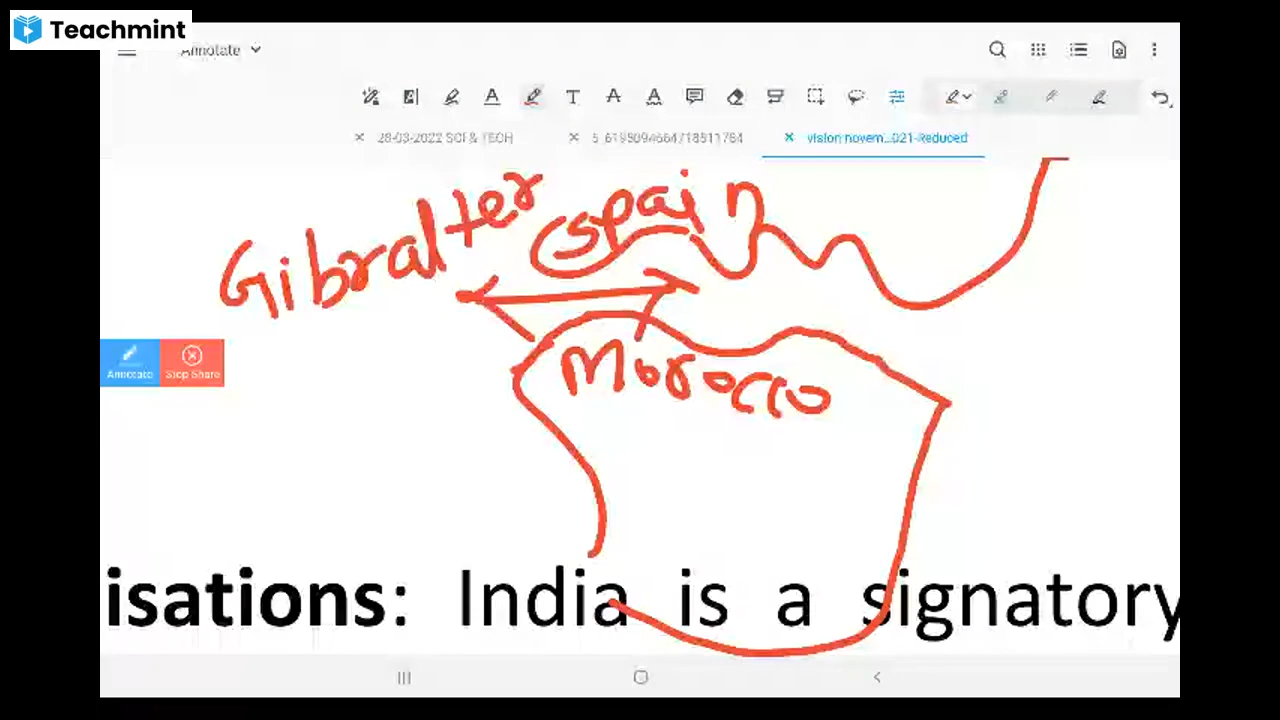 Teachmint
Annotate
28-03-2022 SCI & TECH
5_61958094664718511784
vision novem...021-Reduced
Gibralter
Spain
Morocco
Annotate
Stop Share
isations: India is a signatory